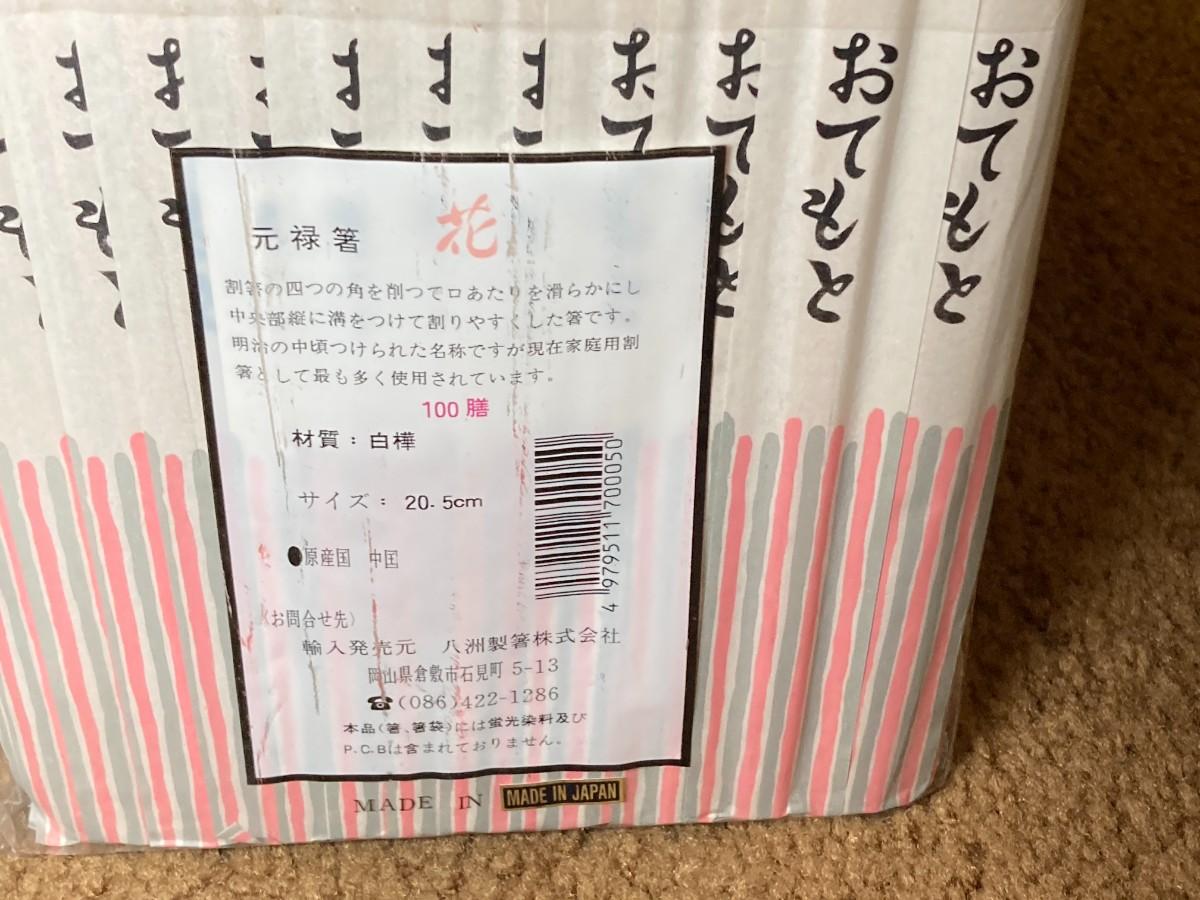 おてもと
おてもと
元禄箸
花
割箸の四つの角を削つて口あたりを滑らかにし
中央部縦に溝をつけて割りやすくした箸です。
明治の中頃つけられた名称ですが現在家庭用割
箸として最も多く使用されています。
100 膳
材質：白樺
サイズ： 20.5cm
●原産国 中国
〈お問合せ先〉
輸入発売元 八洲製箸株式会社
岡山県倉敷市石見町 5-13
☎(086)422-1286
本品(箸、箸袋)には蛍光染料及び
P.C.Bは含まれておりません。
4 979511 700050
MADE IN
MADE IN JAPAN